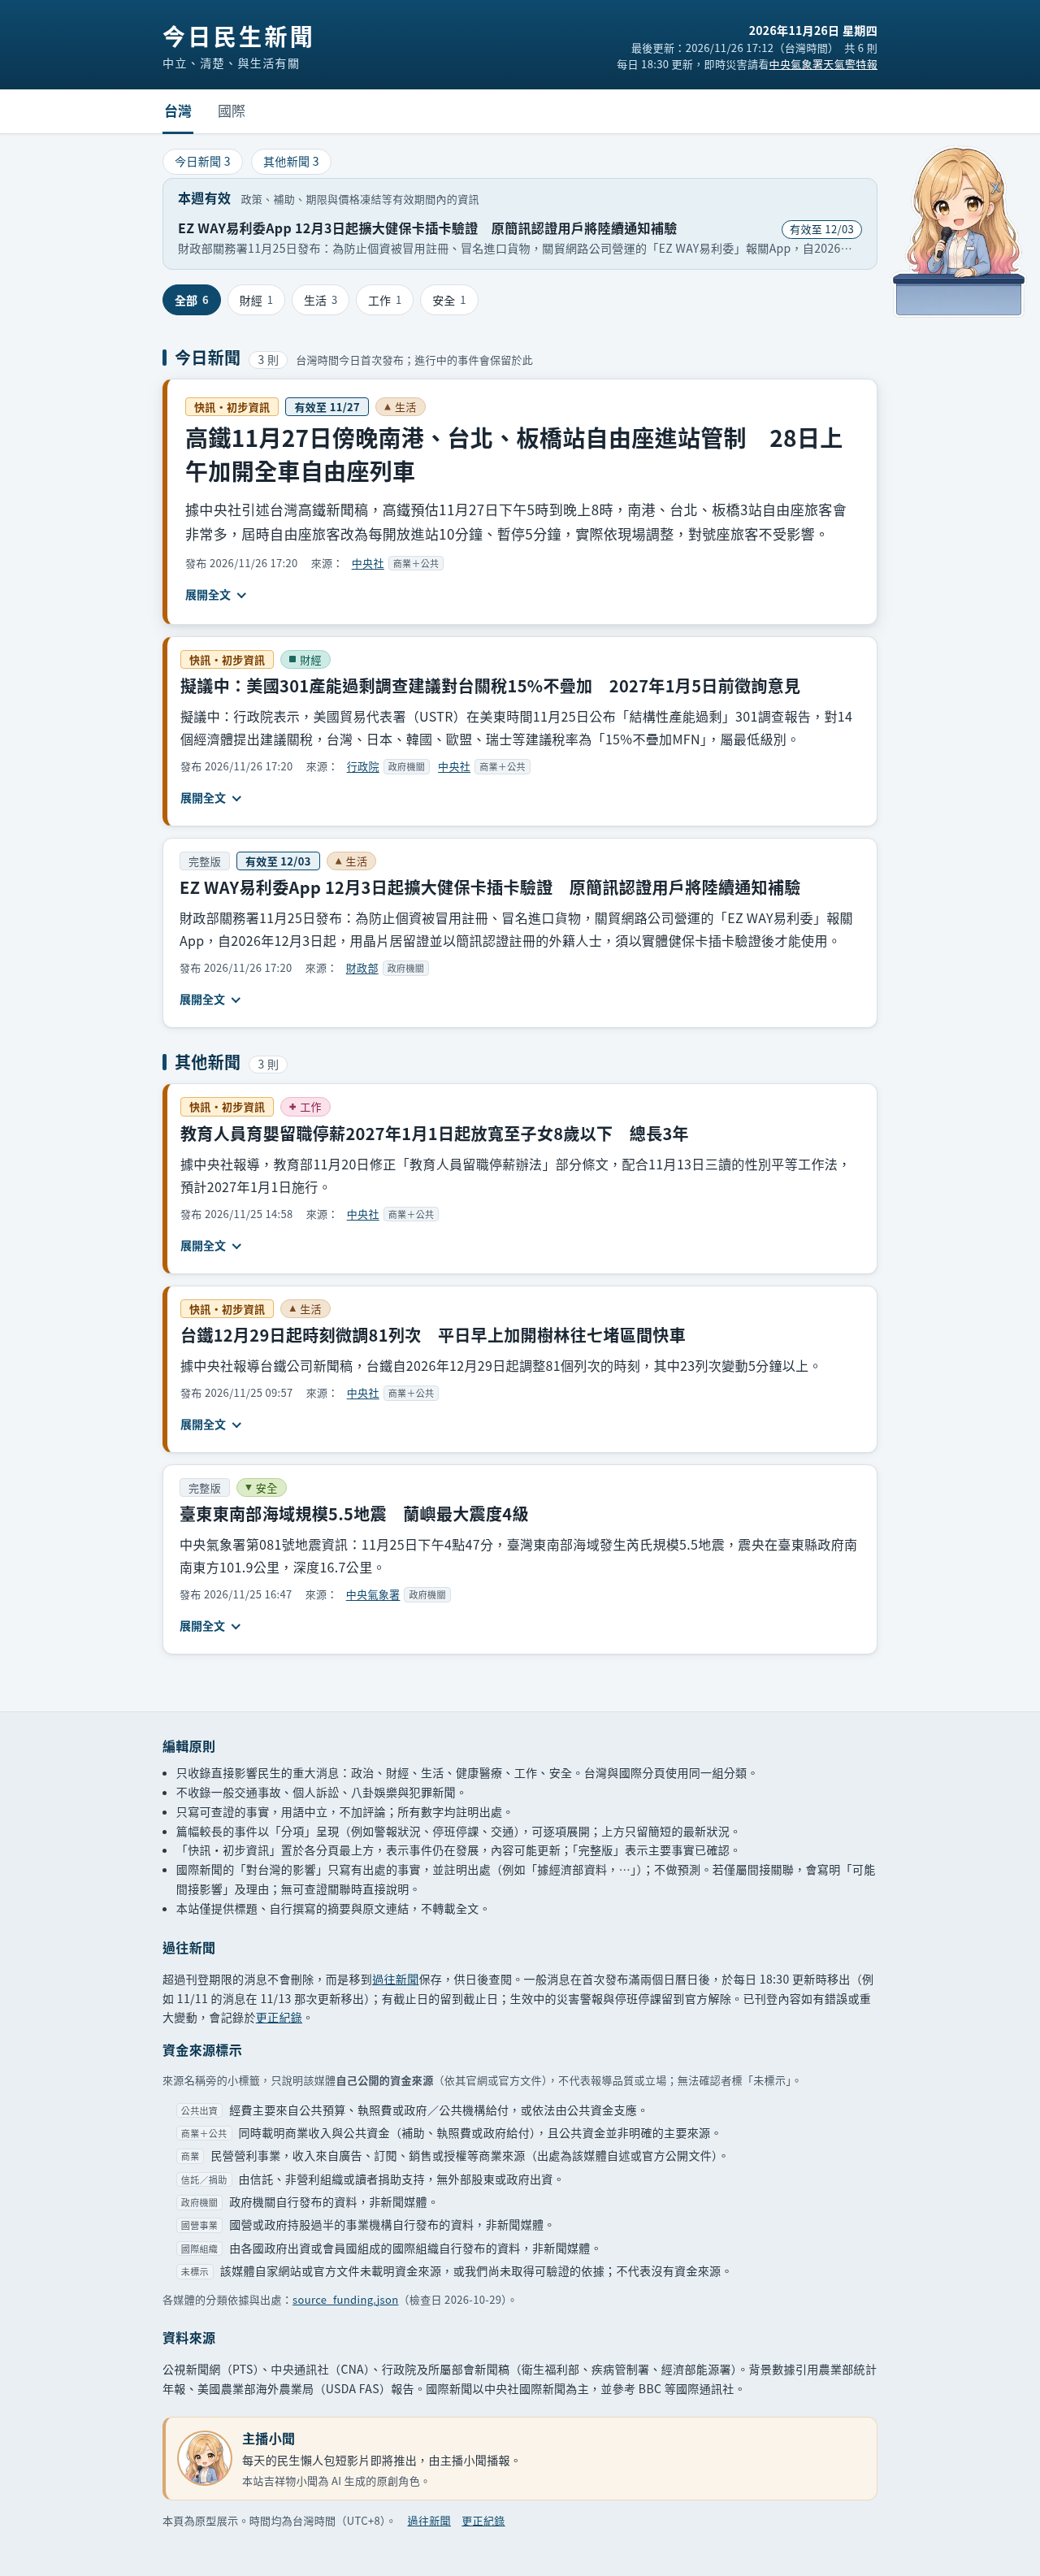 今日民生新聞
中立、清楚、與生活有關
2026年11月26日 星期四
最後更新：2026/11/26 17:12（台灣時間） 共 6 則
每日 18:30 更新，即時災害請看中央氣象署天氣警特報
台灣
國際
今日新聞 3
其他新聞 3
本週有效 政策、補助、期限與價格凍結等有效期間內的資訊
EZ WAY易利委App 12月3日起擴大健保卡插卡驗證　原簡訊認證用戶將陸續通知補驗
有效至 12/03
財政部關務署11月25日發布：為防止個資被冒用註冊、冒名進口貨物，關貿網路公司營運的「EZ WAY易利委」報關App，自2026…
全部 6
財經 1
生活 3
工作 1
安全 1
今日新聞 3 則 台灣時間今日首次發布；進行中的事件會保留於此
快訊・初步資訊 有效至 11/27 ▲ 生活
高鐵11月27日傍晚南港、台北、板橋站自由座進站管制　28日上
午加開全車自由座列車
據中央社引述台灣高鐵新聞稿，高鐵預估11月27日下午5時到晚上8時，南港、台北、板橋3站自由座旅客會
非常多，屆時自由座旅客改為每開放進站10分鐘、暫停5分鐘，實際依現場調整，對號座旅客不受影響。
發布 2026/11/26 17:20 來源： 中央社 商業＋公共
展開全文
快訊・初步資訊 ■ 財經
擬議中：美國301產能過剩調查建議對台關稅15%不疊加　2027年1月5日前徵詢意見
擬議中：行政院表示，美國貿易代表署（USTR）在美東時間11月25日公布「結構性產能過剩」301調查報告，對14
個經濟體提出建議關稅，台灣、日本、韓國、歐盟、瑞士等建議稅率為「15%不疊加MFN」，屬最低級別。
發布 2026/11/26 17:20 來源： 行政院 政府機關 中央社 商業＋公共
展開全文
完整版 有效至 12/03 ▲ 生活
EZ WAY易利委App 12月3日起擴大健保卡插卡驗證　原簡訊認證用戶將陸續通知補驗
財政部關務署11月25日發布：為防止個資被冒用註冊、冒名進口貨物，關貿網路公司營運的「EZ WAY易利委」報關
App，自2026年12月3日起，用晶片居留證並以簡訊認證註冊的外籍人士，須以實體健保卡插卡驗證後才能使用。
發布 2026/11/26 17:20 來源： 財政部 政府機關
展開全文
其他新聞 3 則
快訊・初步資訊 ✚ 工作
教育人員育嬰留職停薪2027年1月1日起放寬至子女8歲以下　總長3年
據中央社報導，教育部11月20日修正「教育人員留職停薪辦法」部分條文，配合11月13日三讀的性別平等工作法，
預計2027年1月1日施行。
發布 2026/11/25 14:58 來源： 中央社 商業＋公共
展開全文
快訊・初步資訊 ▲ 生活
台鐵12月29日起時刻微調81列次　平日早上加開樹林往七堵區間快車
據中央社報導台鐵公司新聞稿，台鐵自2026年12月29日起調整81個列次的時刻，其中23列次變動5分鐘以上。
發布 2026/11/25 09:57 來源： 中央社 商業＋公共
展開全文
完整版 ▼ 安全
臺東東南部海域規模5.5地震　蘭嶼最大震度4級
中央氣象署第081號地震資訊：11月25日下午4點47分，臺灣東南部海域發生芮氏規模5.5地震，震央在臺東縣政府南
南東方101.9公里，深度16.7公里。
發布 2026/11/25 16:47 來源： 中央氣象署 政府機關
展開全文
編輯原則
• 只收錄直接影響民生的重大消息：政治、財經、生活、健康醫療、工作、安全。台灣與國際分頁使用同一組分類。
• 不收錄一般交通事故、個人訴訟、八卦娛樂與犯罪新聞。
• 只寫可查證的事實，用語中立，不加評論；所有數字均註明出處。
• 篇幅較長的事件以「分項」呈現（例如警報狀況、停班停課、交通），可逐項展開；上方只留簡短的最新狀況。
• 「快訊・初步資訊」置於各分頁最上方，表示事件仍在發展，內容可能更新；「完整版」表示主要事實已確認。
• 國際新聞的「對台灣的影響」只寫有出處的事實，並註明出處（例如「據經濟部資料，…」）；不做預測。若僅屬間接關聯，會寫明「可能
間接影響」及理由；無可查證關聯時直接說明。
• 本站僅提供標題、自行撰寫的摘要與原文連結，不轉載全文。
過往新聞
超過刊登期限的消息不會刪除，而是移到過往新聞保存，供日後查閱。一般消息在首次發布滿兩個日曆日後，於每日 18:30 更新時移出（例
如 11/11 的消息在 11/13 那次更新移出）；有截止日的留到截止日；生效中的災害警報與停班停課留到官方解除。已刊登內容如有錯誤或重
大變動，會記錄於更正紀錄。
資金來源標示
來源名稱旁的小標籤，只說明該媒體自己公開的資金來源（依其官網或官方文件），不代表報導品質或立場；無法確認者標「未標示」。
公共出資 經費主要來自公共預算、執照費或政府／公共機構給付，或依法由公共資金支應。
商業＋公共 同時載明商業收入與公共資金（補助、執照費或政府給付），且公共資金並非明確的主要來源。
商業 民營營利事業，收入來自廣告、訂閱、銷售或授權等商業來源（出處為該媒體自述或官方公開文件）。
信託／捐助 由信託、非營利組織或讀者捐助支持，無外部股東或政府出資。
政府機關 政府機關自行發布的資料，非新聞媒體。
國營事業 國營或政府持股過半的事業機構自行發布的資料，非新聞媒體。
國際組織 由各國政府出資或會員國組成的國際組織自行發布的資料，非新聞媒體。
未標示 該媒體自家網站或官方文件未載明資金來源，或我們尚未取得可驗證的依據；不代表沒有資金來源。
各媒體的分類依據與出處：source_funding.json（檢查日 2026-10-29）。
資料來源
公視新聞網（PTS）、中央通訊社（CNA）、行政院及所屬部會新聞稿（衛生福利部、疾病管制署、經濟部能源署）。背景數據引用農業部統計
年報、美國農業部海外農業局（USDA FAS）報告。國際新聞以中央社國際新聞為主，並參考 BBC 等國際通訊社。
主播小聞
每天的民生懶人包短影片即將推出，由主播小聞播報。
本站吉祥物小聞為 AI 生成的原創角色。
本頁為原型展示。時間均為台灣時間（UTC+8）。 過往新聞 更正紀錄